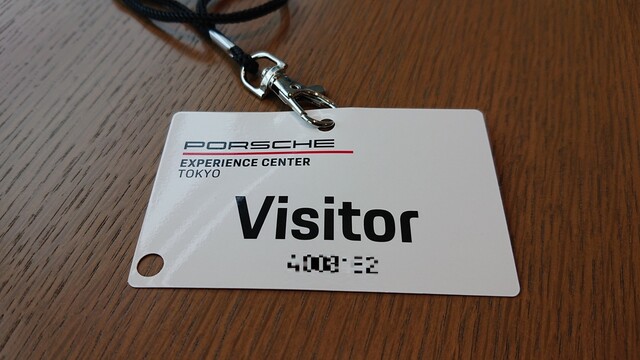 PORSCHE
EXPERIENCE CENTER
TOKYO
Visitor